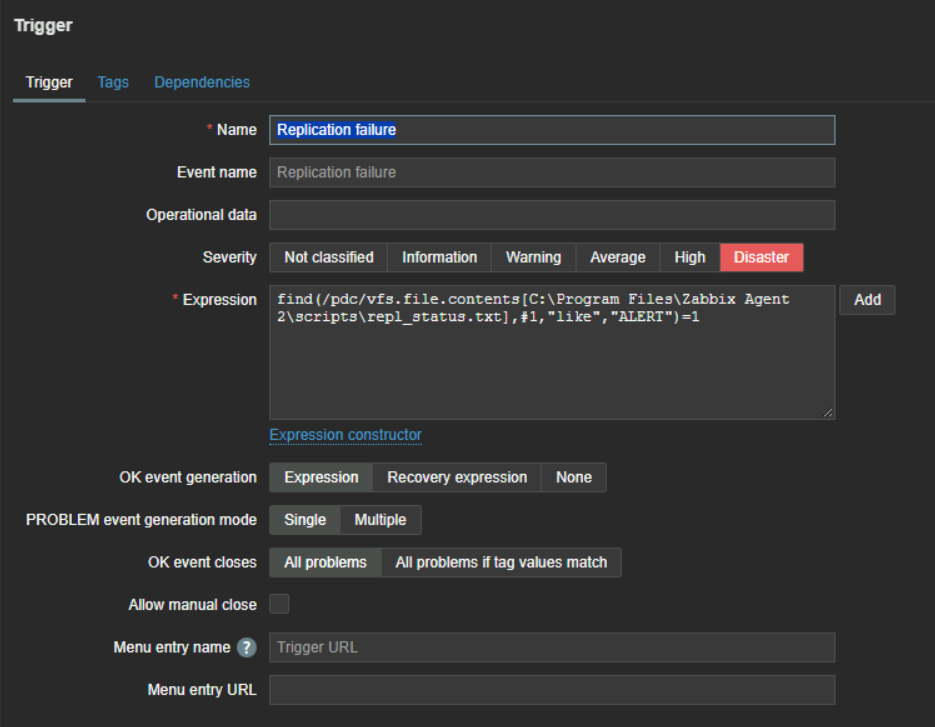 Trigger
Trigger Tags Dependencies
* Name Replication failure
Event name Replication failure
Operational data
Severity Not classified Information Warning Average High Disaster
* Expression find(/pdc/vfs.file.contents[C:\Program Files\Zabbix Agent Add
2\scripts\repl_status.txt],#1,"like","ALERT")=1
Expression constructor
OK event generation Expression Recovery expression None
PROBLEM event generation mode Single Multiple
OK event closes All problems All problems if tag values match
Allow manual close
Menu entry name ? Trigger URL
Menu entry URL